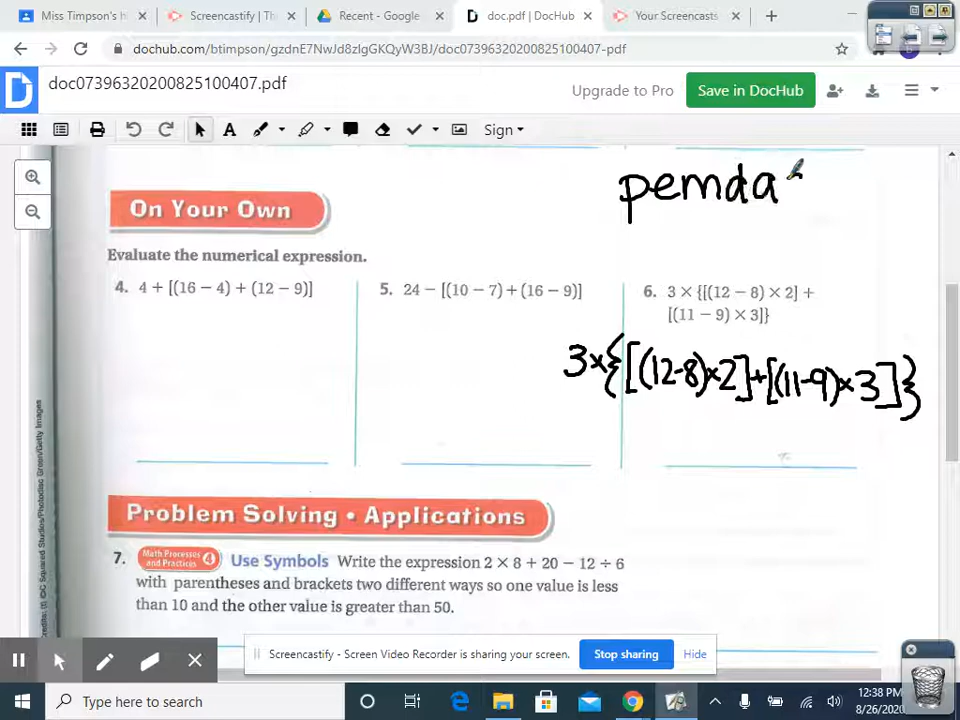 Miss Timpson's h
Screencastify | Th
Recent - Google
doc.pdf | DocHub
Your Screencasts
dochub.com/btimpson/gzdnE7NwJd8zIgGKQyW3BJ/doc07396320200825100407.pdf
doc07396320200825100407.pdf
Upgrade to Pro
Save in DocHub
Sign
pemda
On Your Own
Evaluate the numerical expression.
4. 4 + [(16 − 4) + (12 − 9)]
5. 24 − [(10 − 7) + (16 − 9)]
6. 3 × {[(12 − 8) × 2] +
[(11 − 9) × 3]}
3×{[(12-8)×2]+[(11-9)×3]}
Problem Solving • Applications
7. Math Processes and Practices 4 Use Symbols Write the expression 2 × 8 + 20 − 12 ÷ 6
with parentheses and brackets two different ways so one value is less
than 10 and the other value is greater than 50.
Screencastify - Screen Video Recorder is sharing your screen.
Stop sharing
Hide
Type here to search
12:38 PM
8/26/2020